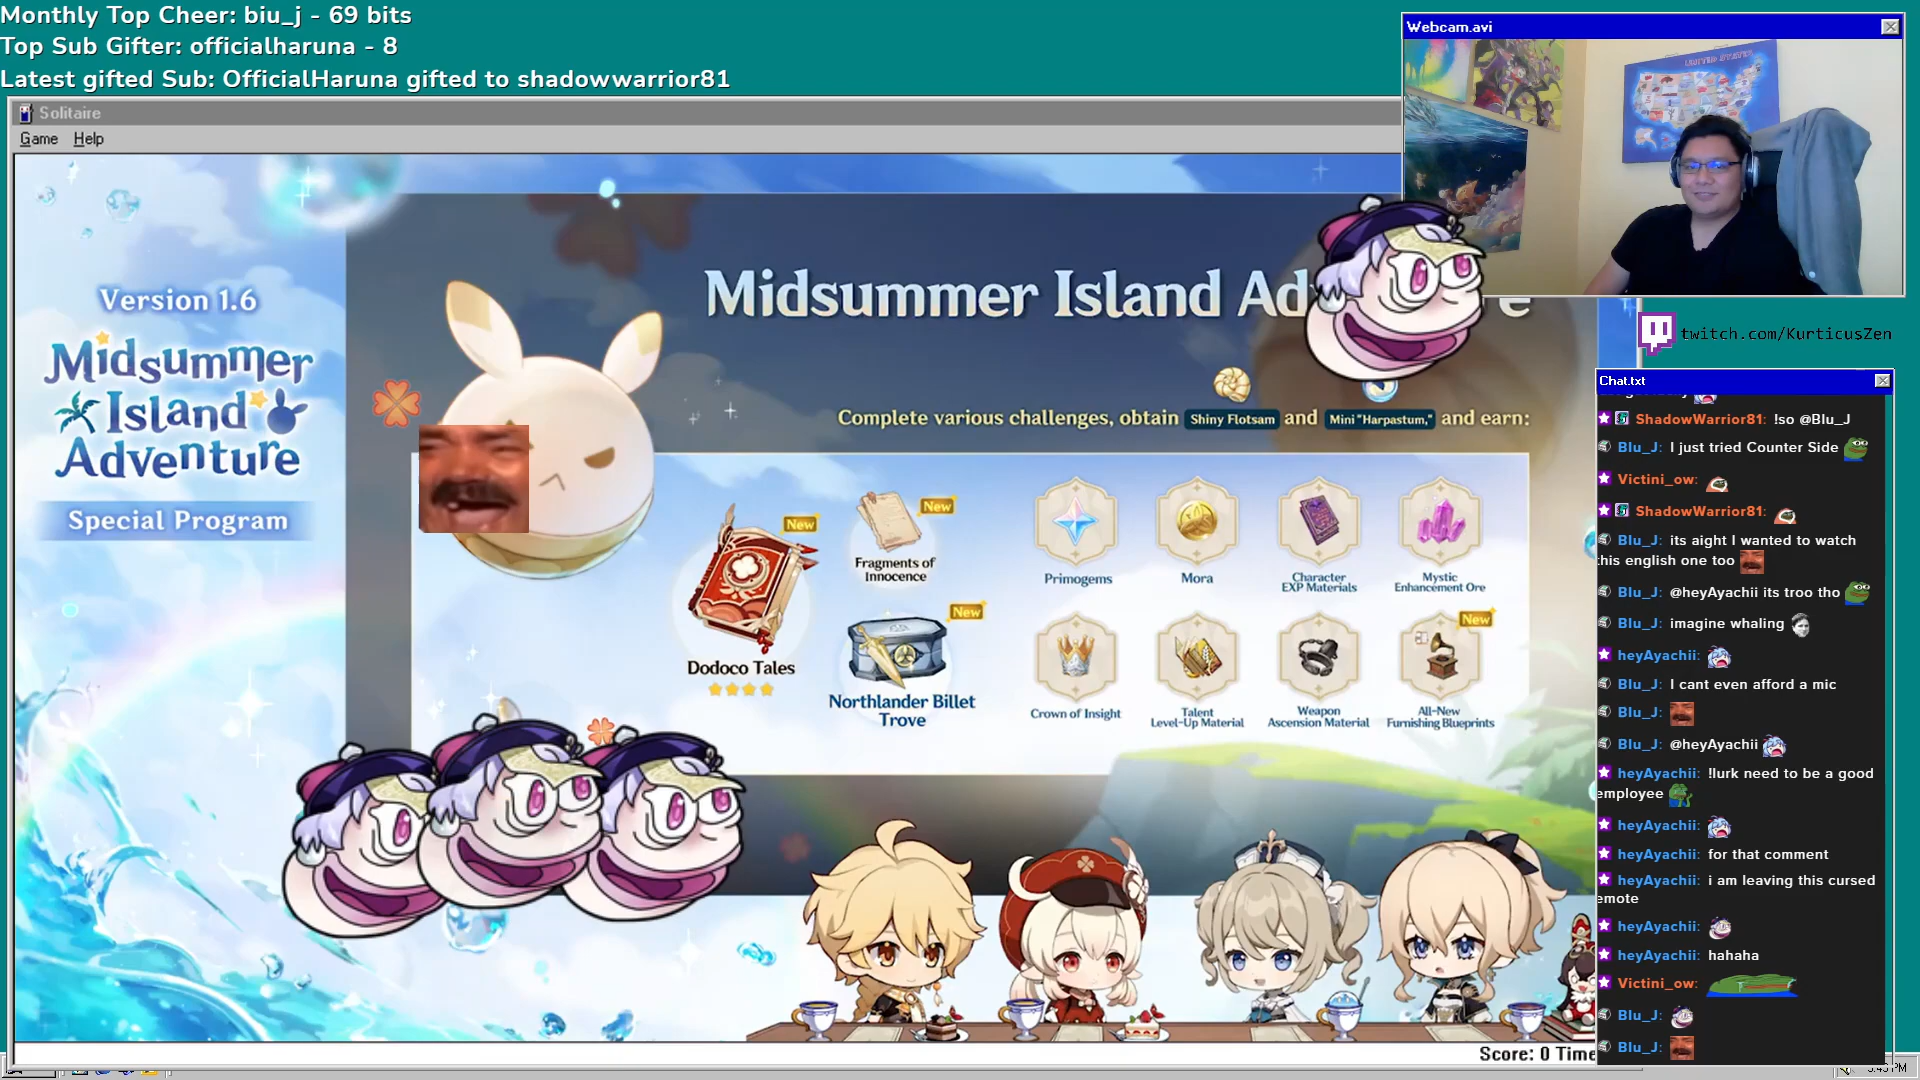 Monthly Top Cheer: biu_j - 69 bits
Top Sub Gifter: officialharuna - 8
Latest gifted Sub: OfficialHaruna gifted to shadowwarrior81
Webcam.avi
UNITED STATES
Solitaire
Game Help
Version 1.6
Midsummer
Island
Adventure
Special Program
Midsummer Island Ad
e
Complete various challenges, obtain Shiny Flotsam and Mini "Harpastum," and earn:
New
Dodoco Tales
New
Fragments of
Innocence
New
Northlander Billet
Trove
Primogems
Mora
Character
EXP Materials
Mystic
Enhancement Ore
Crown of Insight
Talent
Level-Up Material
Weapon
Ascension Material
New
All-New
Furnishing Blueprints
Score: 0 Time
twitch.com/KurticusZen
Chat.txt
ShadowWarrior81: !so @Blu_J
Blu_J: I just tried Counter Side
Victini_ow:
ShadowWarrior81:
Blu_J: its aight I wanted to watch
this english one too
Blu_J: @heyAyachii its troo tho
Blu_J: imagine whaling
heyAyachii:
Blu_J: I cant even afford a mic
Blu_J:
Blu_J: @heyAyachii
heyAyachii: !lurk need to be a good
employee
heyAyachii:
heyAyachii: for that comment
heyAyachii: i am leaving this cursed
emote
heyAyachii:
heyAyachii: hahaha
Victini_ow:
Blu_J:
Blu_J:
PM